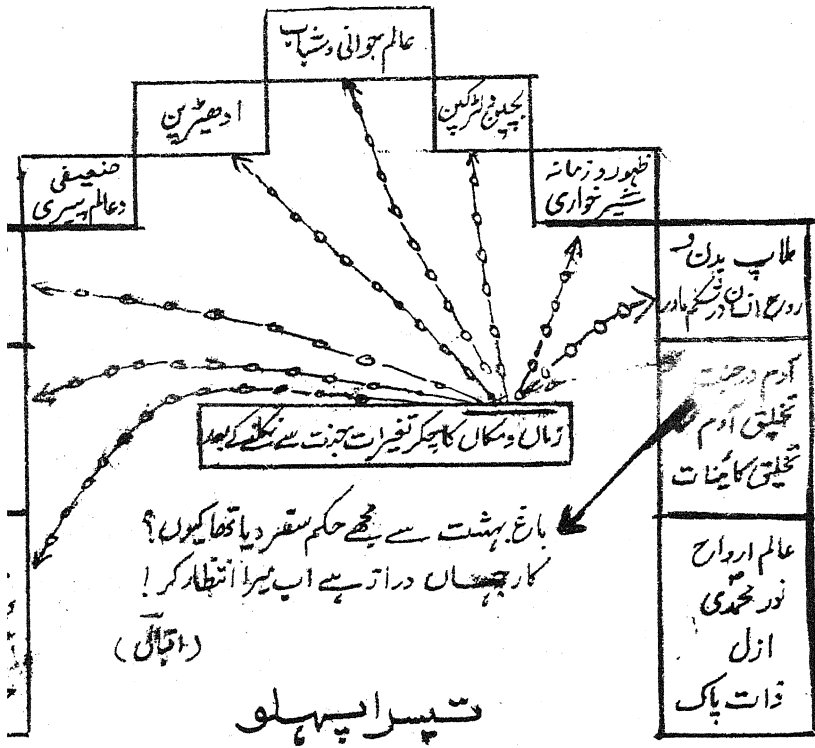 عالم جوانی و شباب
ادھیڑپن
بچپن و لڑکپن
ضعیفی
و عالم پیری
ظہور و زمانہ
شیر خواری
ملاپ بدن و
روح انسان در شکم مادر
آدم در جنت
تخلیق آدم
تخلیق کائنات
عالم ارواح
نور محمدیؐ
ازل
ذات پاک
زماں و مکاں کا چکر تغیرات جنت سے نکلنے کے بعد
باغ بہشت سے مجھے حکم سفر دیا تھا کیوں؟
کار جہاں دراز ہے اب میرا انتظار کر!
(اقبالؒ)
تیسرا پہلو